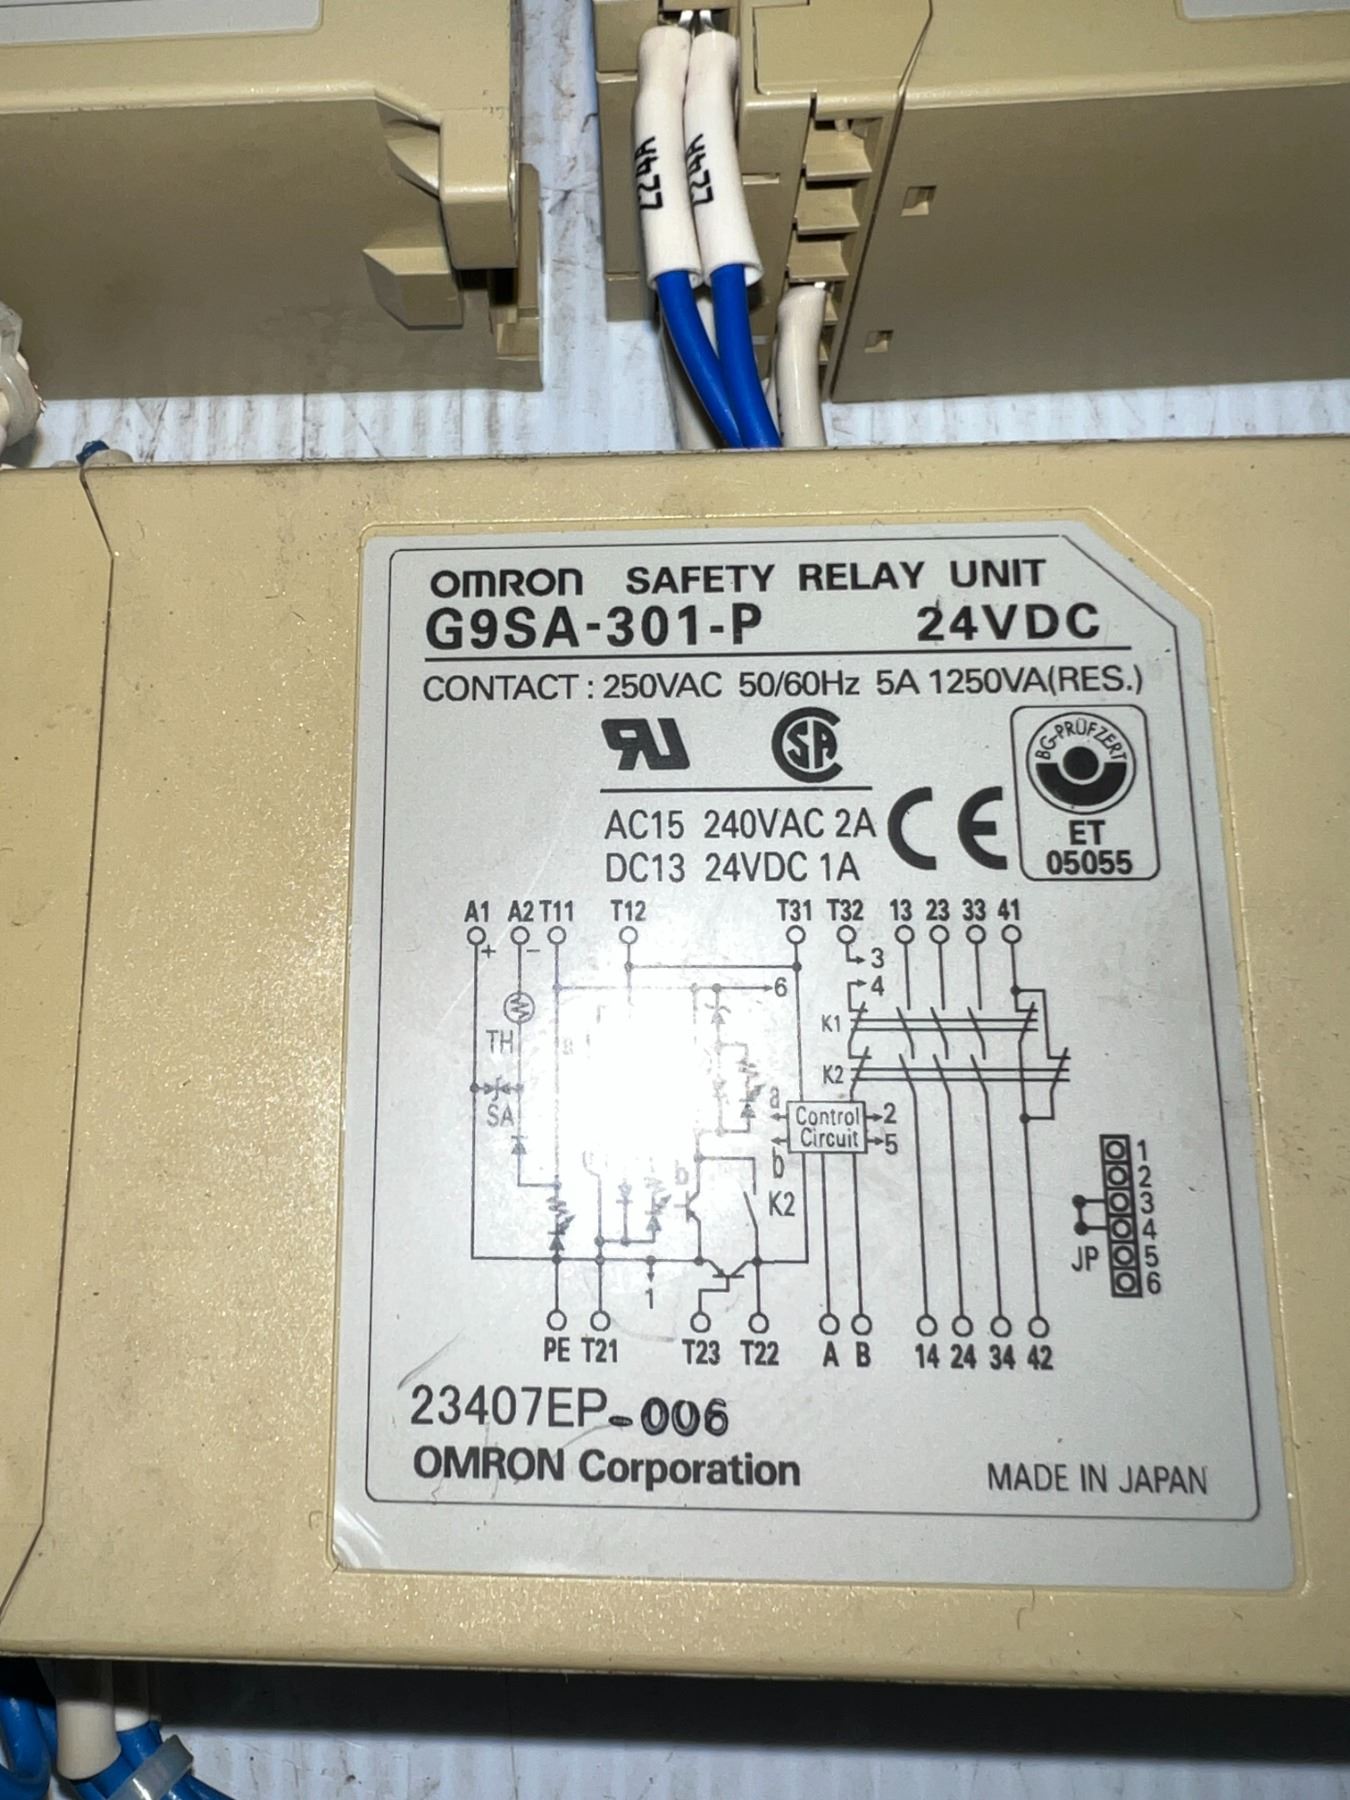 224A 224A
OMRON SAFETY RELAY UNIT
G9SA-301-P 24VDC
CONTACT : 250VAC 50/60Hz 5A 1250VA(RES.)
BG-PRÜFZERT
ET
05055
AC15 240VAC 2A
DC13 24VDC 1A
CE
A1 A2 T11 T12 T31 T32 13 23 33 41
+ −
3
6 4
TH K1
K2
SA a Control 2
Circuit 5
b
b K2
1
2
3
4
JP 5
6
1
PE T21 T23 T22 A B 14 24 34 42
23407EP-006
OMRON Corporation
MADE IN JAPAN